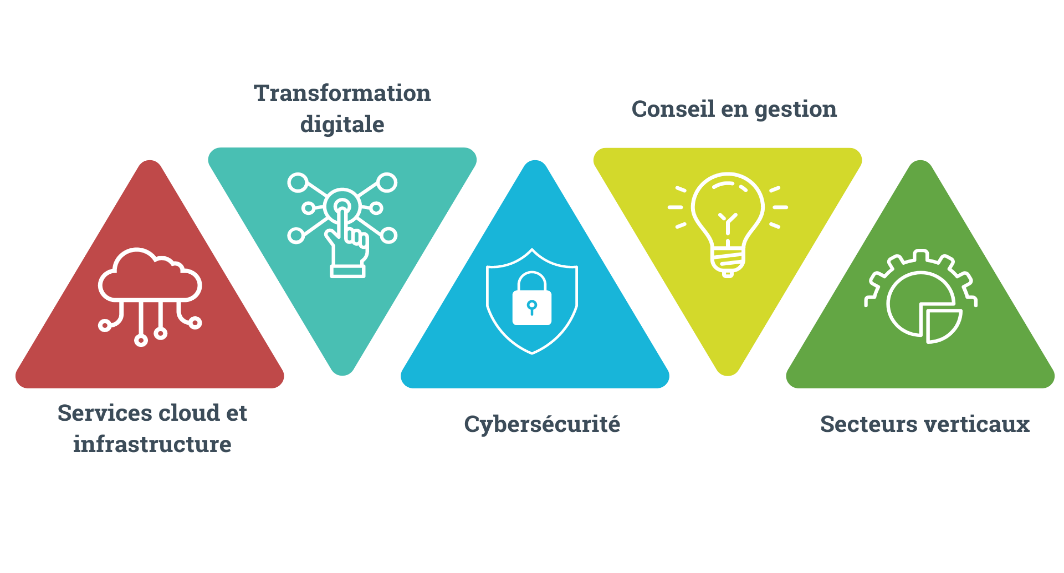 Transformation
digitale
Conseil en gestion
Services cloud et
infrastructure
Cybersécurité
Secteurs verticaux